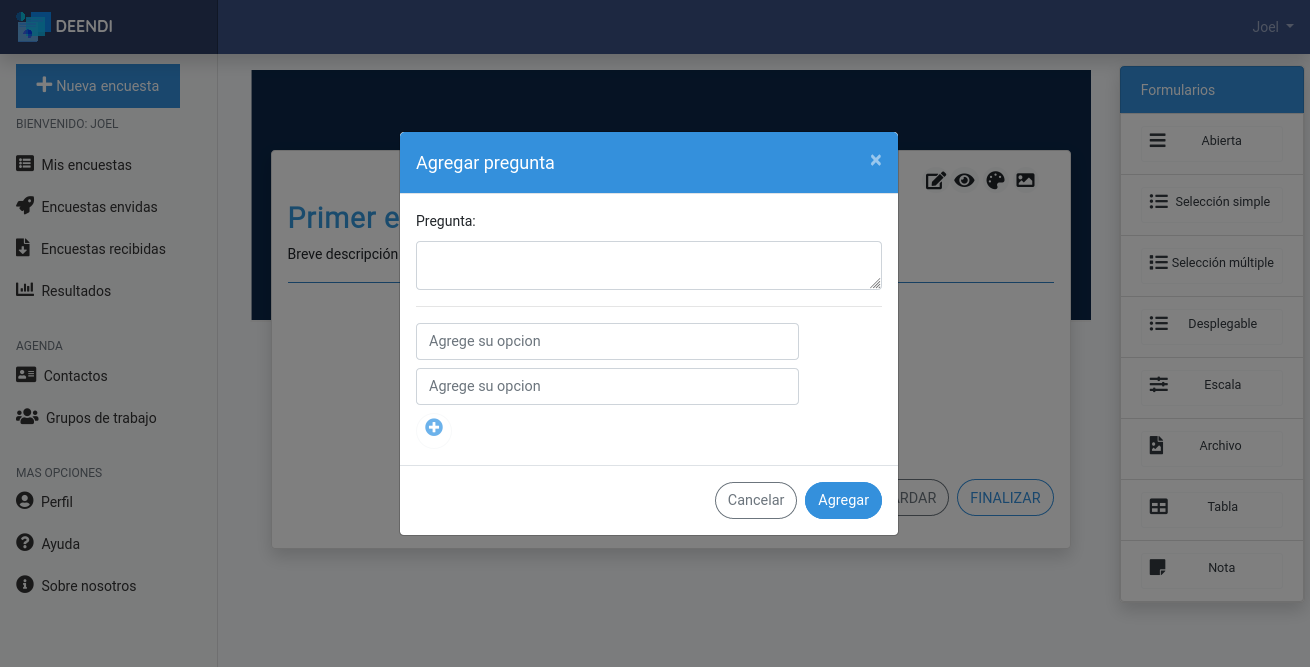 DEENDI
Joel
Nueva encuesta
BIENVENIDO: JOEL
Mis encuestas
Encuestas envidas
Encuestas recibidas
Resultados
AGENDA
Contactos
Grupos de trabajo
MAS OPCIONES
Perfil
Ayuda
Sobre nosotros
Primer e
Breve descripción
ARDAR
FINALIZAR
Agregar pregunta
×
Pregunta:
Agrege su opcion
Agrege su opcion
Cancelar
Agregar
Formularios
Abierta
Selección simple
Selección múltiple
Desplegable
Escala
Archivo
Tabla
Nota